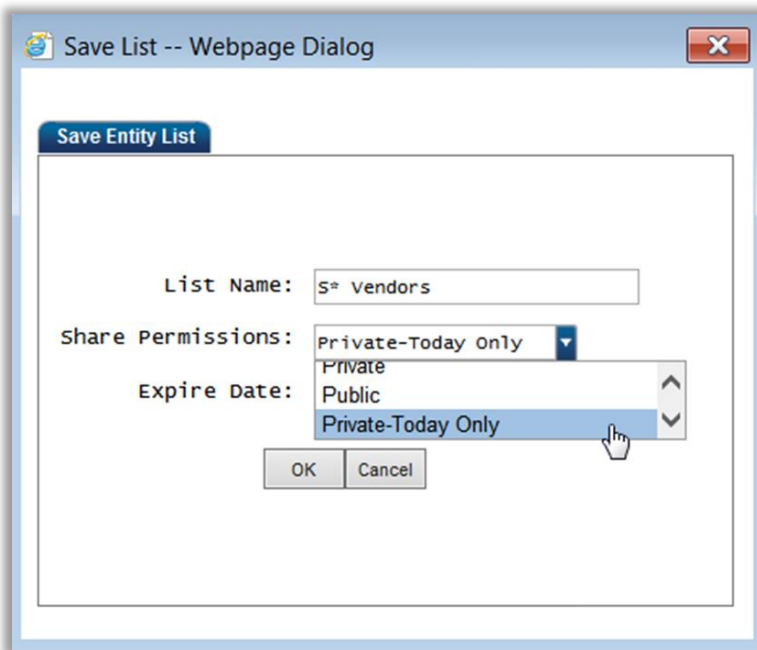 Save List -- Webpage Dialog
Save Entity List
List Name: S* Vendors
Share Permissions: Private-Today Only
Private
Expire Date: Public
Private-Today Only
OK Cancel